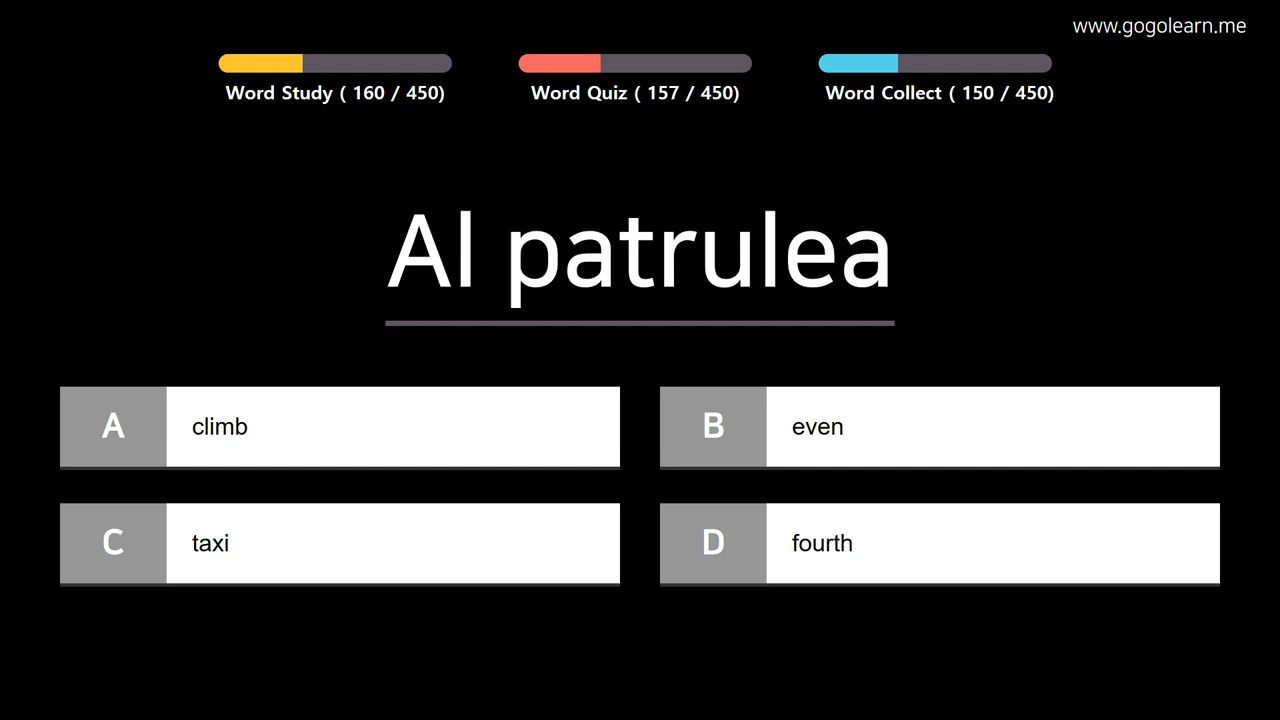 www.gogolearn.me
Word Study ( 160 / 450)
Word Quiz ( 157 / 450)
Word Collect ( 150 / 450)
Al patrulea
A climb
B even
C taxi
D fourth